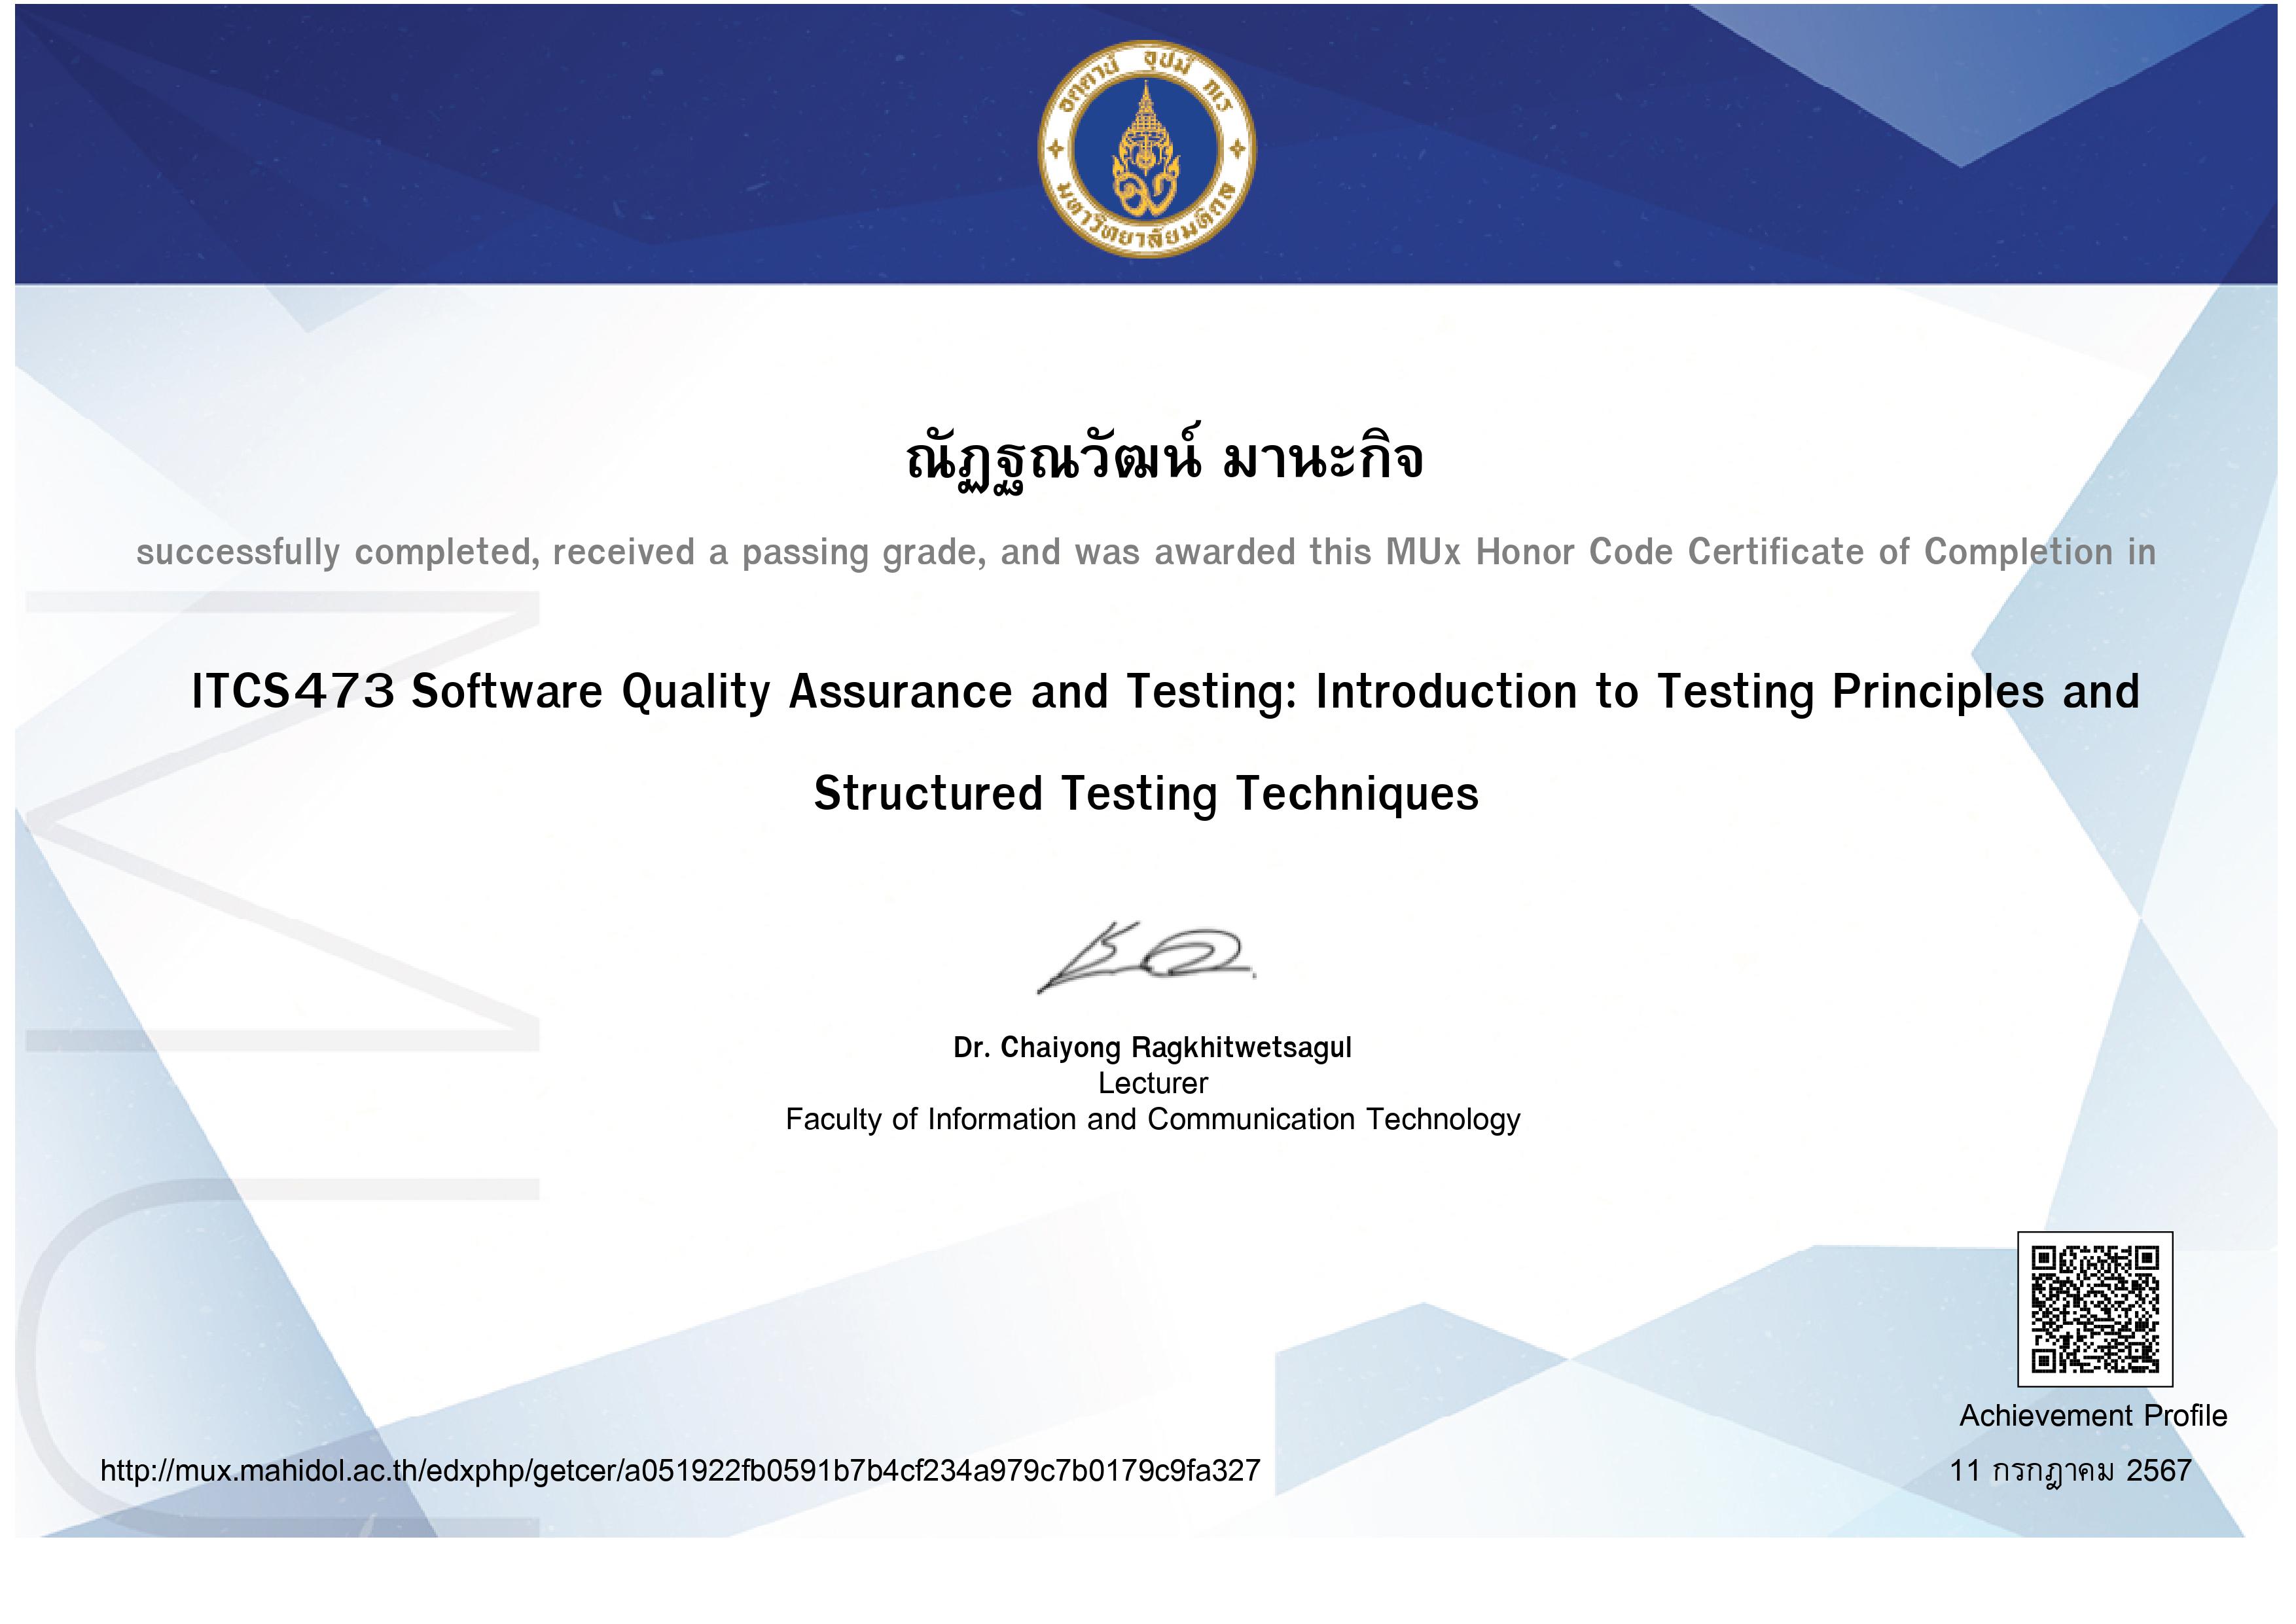 อตฺตานํ อุปมํ กเร
มหาวิทยาลัยมหิดล
ณัฏฐณวัฒน์ มานะกิจ
successfully completed, received a passing grade, and was awarded this MUx Honor Code Certificate of Completion in
ITCS473 Software Quality Assurance and Testing: Introduction to Testing Principles and
Structured Testing Techniques
Dr. Chaiyong Ragkhitwetsagul
Lecturer
Faculty of Information and Communication Technology
Achievement Profile
http://mux.mahidol.ac.th/edxphp/getcer/a051922fb0591b7b4cf234a979c7b0179c9fa327
11 กรกฎาคม 2567